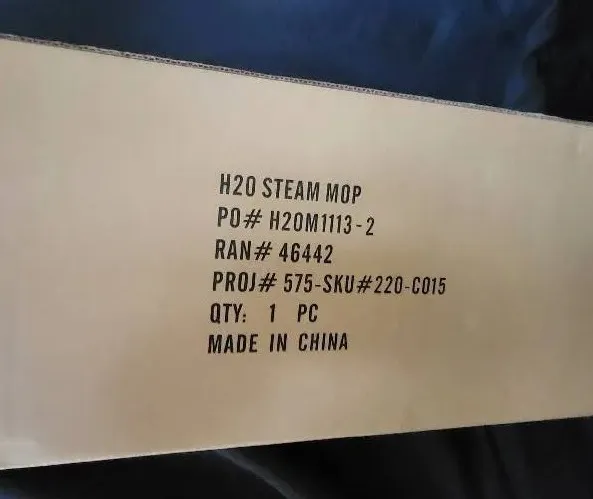 H20 STEAM MOP
PO# H20M1113-2
RAN# 46442
PROJ# 575-SKU#220-C015
QTY: 1 PC
MADE IN CHINA